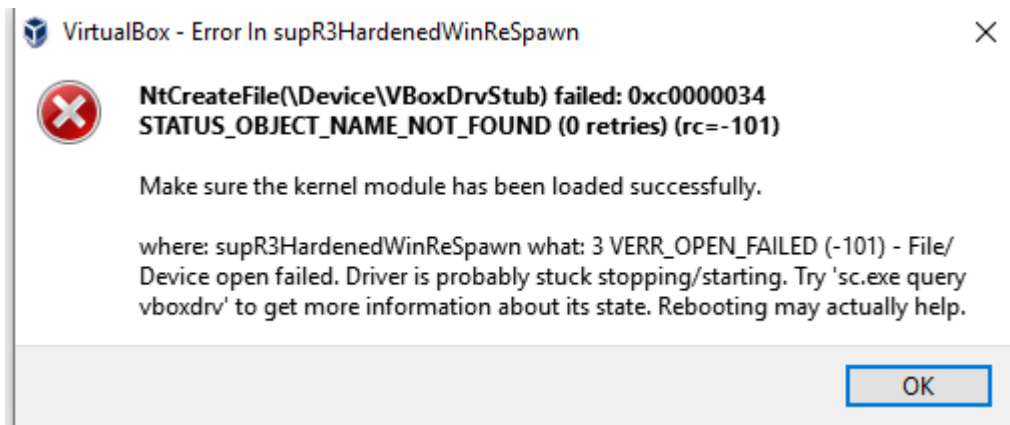 VirtualBox - Error In supR3HardenedWinReSpawn
NtCreateFile(\Device\VBoxDrvStub) failed: 0xc0000034
STATUS_OBJECT_NAME_NOT_FOUND (0 retries) (rc=-101)
Make sure the kernel module has been loaded successfully.
where: supR3HardenedWinReSpawn what: 3 VERR_OPEN_FAILED (-101) - File/
Device open failed. Driver is probably stuck stopping/starting. Try 'sc.exe query
vboxdrv' to get more information about its state. Rebooting may actually help.
OK